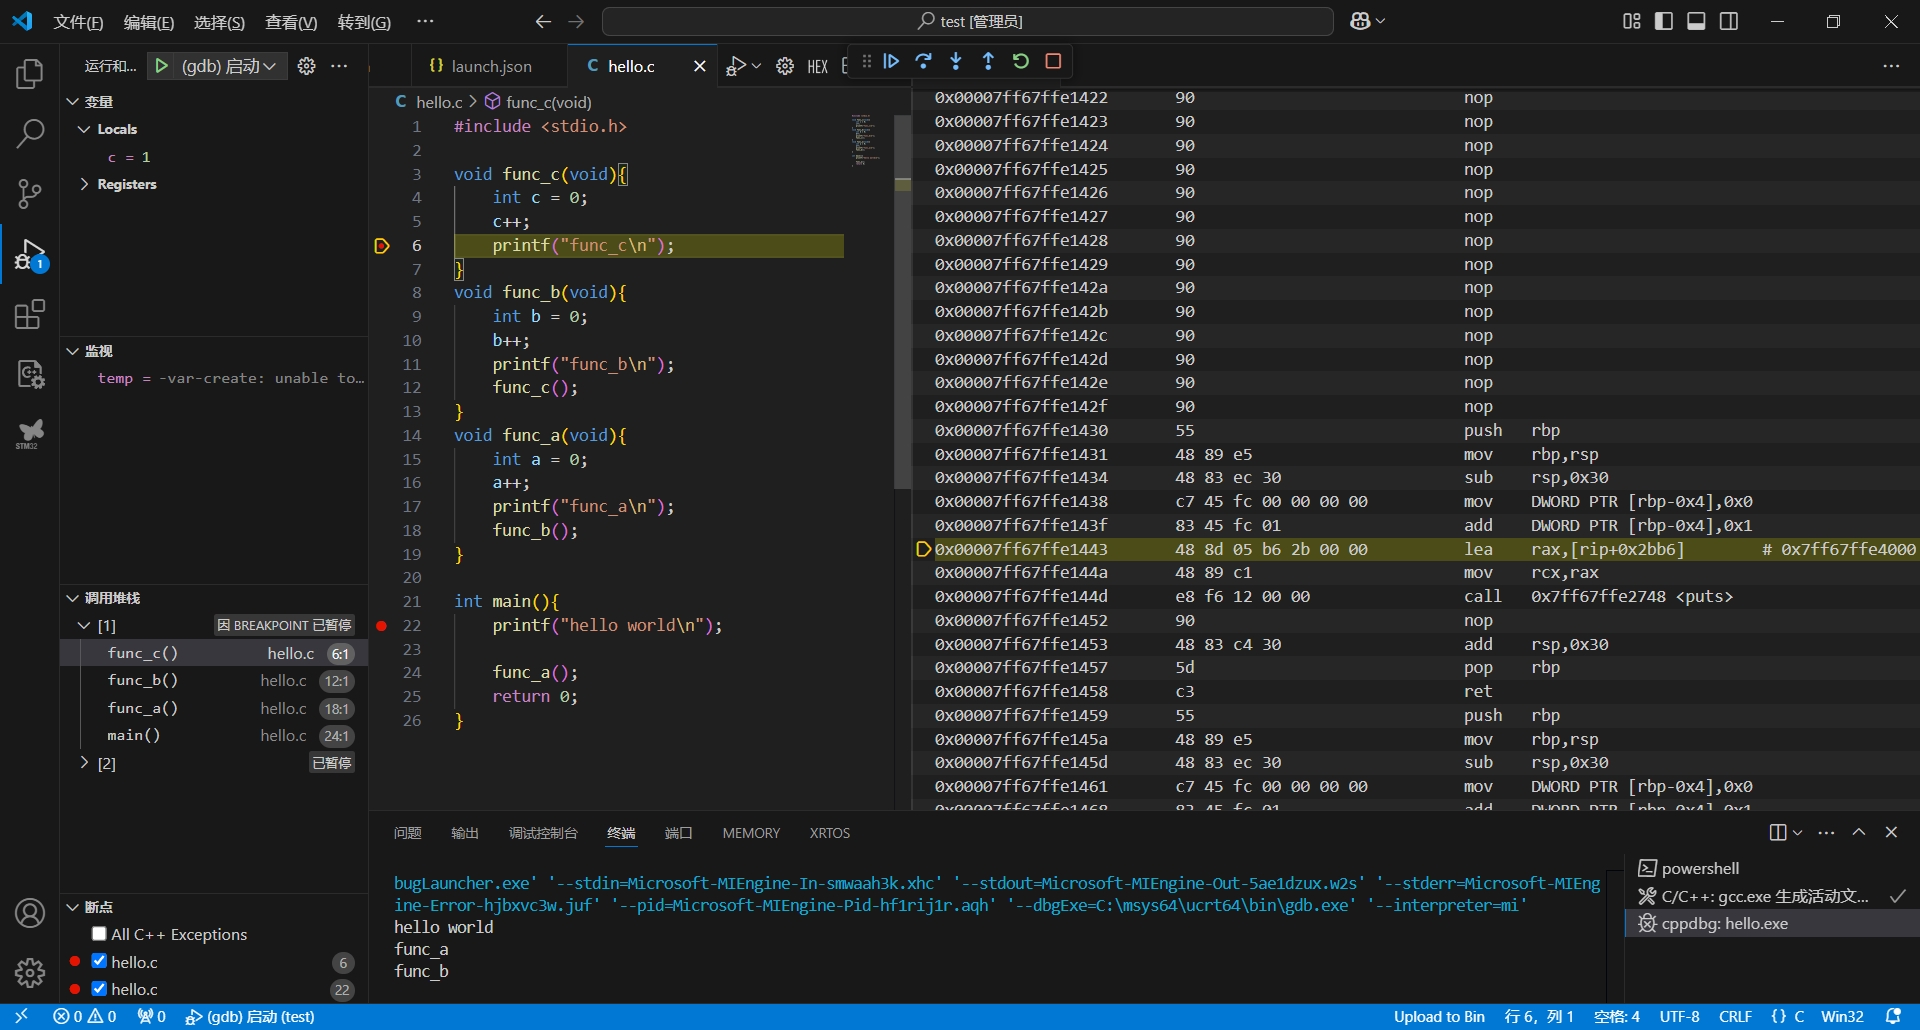 文件(F) 编辑(E) 选择(S) 查看(V) 转到(G) ··· test [管理员]
运行和... (gdb) 启动 ···
变量
Locals
c = 1
Registers
监视
temp = -var-create: unable to...
调用堆栈
[1] 因 BREAKPOINT 已暂停
func_c() hello.c 6:1
func_b() hello.c 12:1
func_a() hello.c 18:1
main() hello.c 24:1
[2] 已暂停
断点
All C++ Exceptions
hello.c 6
hello.c 22
1
STM32
{} launch.json C hello.c HEX
C hello.c > func_c(void)
1 #include <stdio.h>
2
3 void func_c(void){
4 int c = 0;
5 c++;
6 printf("func_c\n");
7 }
8 void func_b(void){
9 int b = 0;
10 b++;
11 printf("func_b\n");
12 func_c();
13 }
14 void func_a(void){
15 int a = 0;
16 a++;
17 printf("func_a\n");
18 func_b();
19 }
20
21 int main(){
22 printf("hello world\n");
23
24 func_a();
25 return 0;
26 }
0x00007ff67ffe1422 90 nop
0x00007ff67ffe1423 90 nop
0x00007ff67ffe1424 90 nop
0x00007ff67ffe1425 90 nop
0x00007ff67ffe1426 90 nop
0x00007ff67ffe1427 90 nop
0x00007ff67ffe1428 90 nop
0x00007ff67ffe1429 90 nop
0x00007ff67ffe142a 90 nop
0x00007ff67ffe142b 90 nop
0x00007ff67ffe142c 90 nop
0x00007ff67ffe142d 90 nop
0x00007ff67ffe142e 90 nop
0x00007ff67ffe142f 90 nop
0x00007ff67ffe1430 55 push rbp
0x00007ff67ffe1431 48 89 e5 mov rbp,rsp
0x00007ff67ffe1434 48 83 ec 30 sub rsp,0x30
0x00007ff67ffe1438 c7 45 fc 00 00 00 00 mov DWORD PTR [rbp-0x4],0x0
0x00007ff67ffe143f 83 45 fc 01 add DWORD PTR [rbp-0x4],0x1
0x00007ff67ffe1443 48 8d 05 b6 2b 00 00 lea rax,[rip+0x2bb6] # 0x7ff67ffe4000
0x00007ff67ffe144a 48 89 c1 mov rcx,rax
0x00007ff67ffe144d e8 f6 12 00 00 call 0x7ff67ffe2748 <puts>
0x00007ff67ffe1452 90 nop
0x00007ff67ffe1453 48 83 c4 30 add rsp,0x30
0x00007ff67ffe1457 5d pop rbp
0x00007ff67ffe1458 c3 ret
0x00007ff67ffe1459 55 push rbp
0x00007ff67ffe145a 48 89 e5 mov rbp,rsp
0x00007ff67ffe145d 48 83 ec 30 sub rsp,0x30
0x00007ff67ffe1461 c7 45 fc 00 00 00 00 mov DWORD PTR [rbp-0x4],0x0
0x00007ff67ffe1468 83 45 fc 01 add DWORD PTR [rbp-0x4],0x1
问题 输出 调试控制台 终端 端口 MEMORY XRTOS
bugLauncher.exe' '--stdin=Microsoft-MIEngine-In-smwaah3k.xhc' '--stdout=Microsoft-MIEngine-Out-5ae1dzux.w2s' '--stderr=Microsoft-MIEng
ine-Error-hjbxvc3w.juf' '--pid=Microsoft-MIEngine-Pid-hf1rij1r.aqh' '--dbgExe=C:\msys64\ucrt64\bin\gdb.exe' '--interpreter=mi'
hello world
func_a
func_b
powershell
C/C++: gcc.exe 生成活动文...
cppdbg: hello.exe
0 0 0 (gdb) 启动 (test) Upload to Bin 行 6, 列 1 空格: 4 UTF-8 CRLF {} C Win32